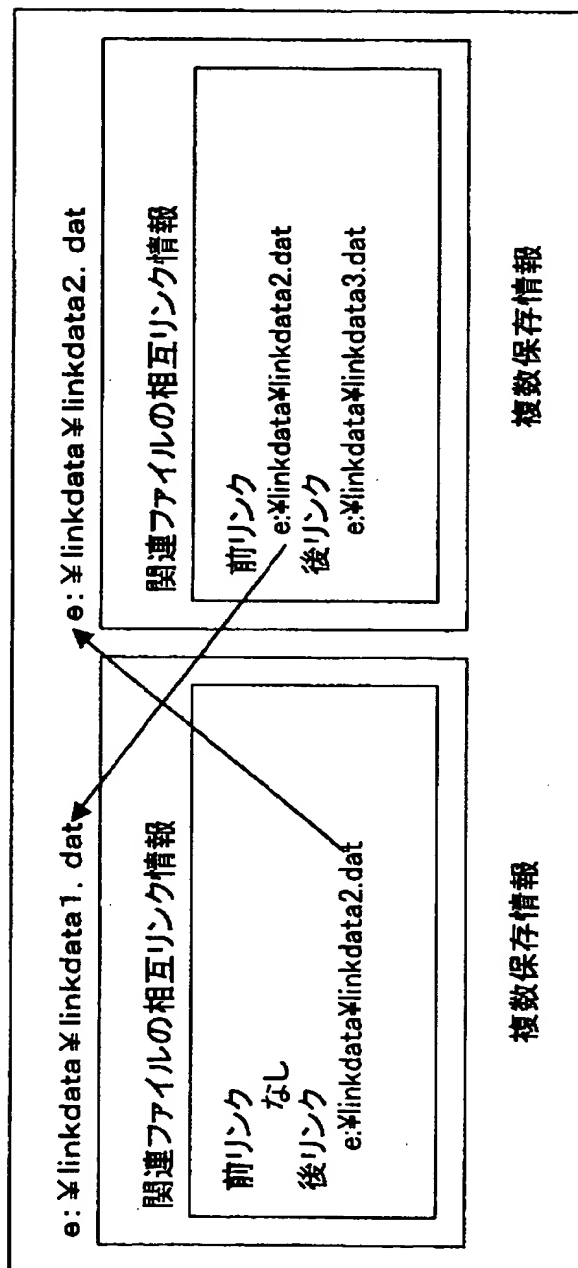 e:¥linkdata¥linkdata1. dat
関連ファイルの相互リンク情報
前リンク
なし
後リンク
e:¥linkdata¥linkdata2.dat
複数保存情報
e:¥linkdata¥linkdata2. dat
関連ファイルの相互リンク情報
前リンク
e:¥linkdata¥linkdata2.dat
後リンク
e:¥linkdata¥linkdata3.dat
複数保存情報